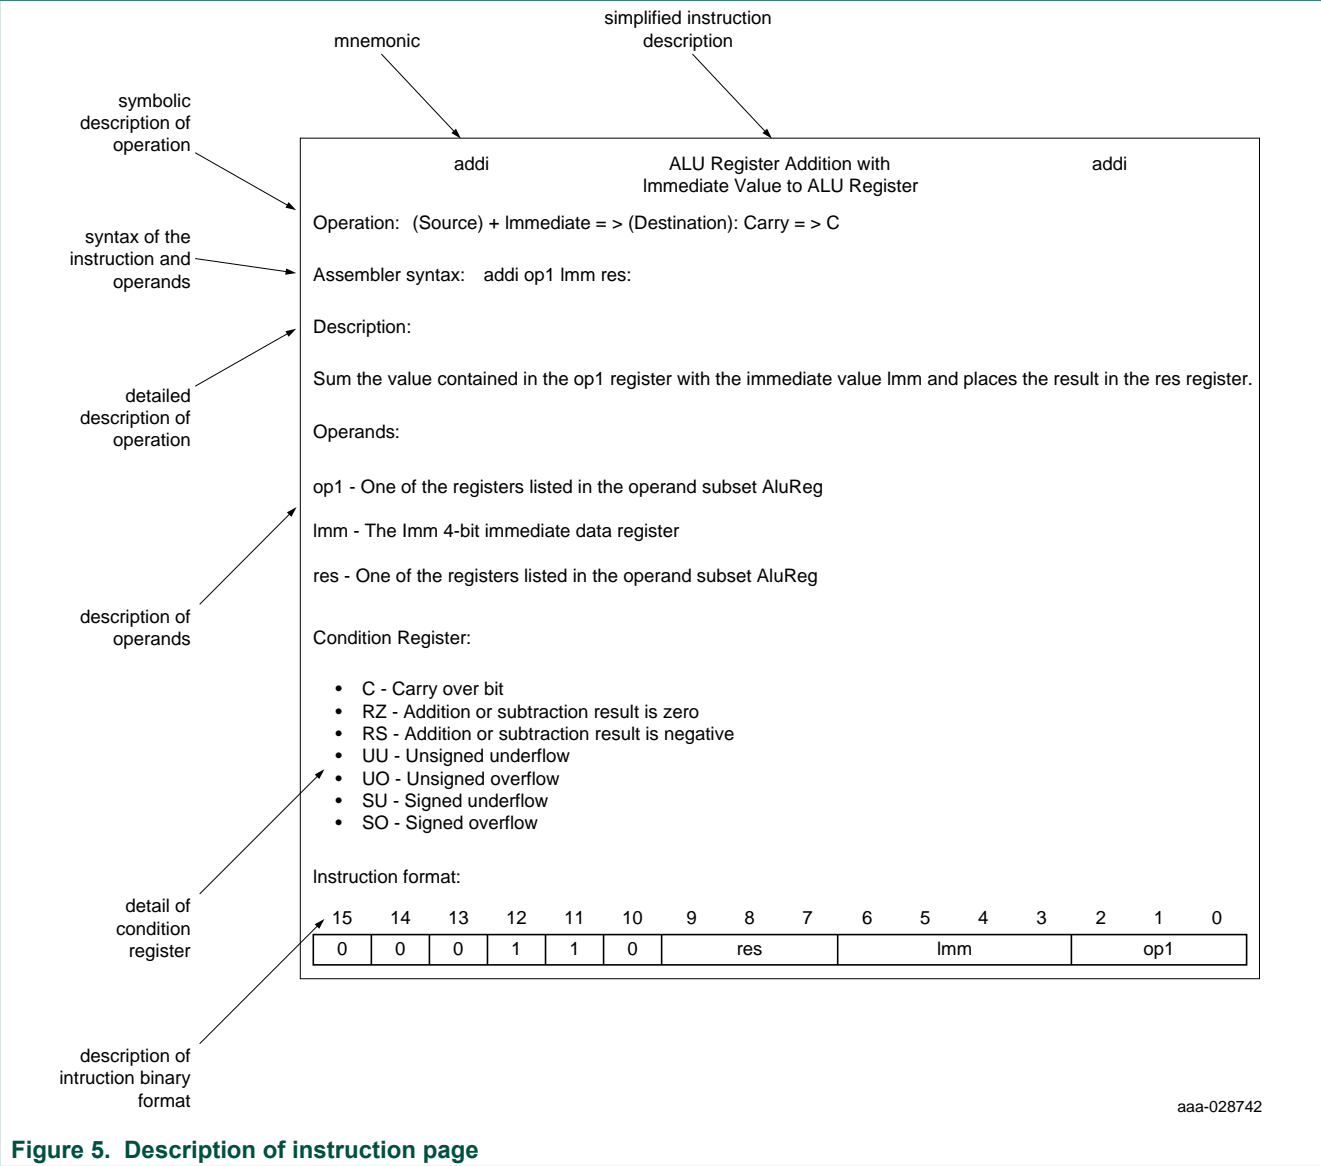 simplified instruction
description
mnemonic
symbolic
description of
operation
addi
ALU Register Addition with
Immediate Value to ALU Register
addi
Operation: (Source) + Immediate = > (Destination): Carry = > C
syntax of the
instruction and
operands
Assembler syntax: addi op1 Imm res:
Description:
Sum the value contained in the op1 register with the immediate value Imm and places the result in the res register.
detailed
description of
operation
Operands:
op1 - One of the registers listed in the operand subset AluReg
Imm - The Imm 4-bit immediate data register
res - One of the registers listed in the operand subset AluReg
description of
operands
Condition Register:
• C - Carry over bit
• RZ - Addition or subtraction result is zero
• RS - Addition or subtraction result is negative
• UU - Unsigned underflow
• UO - Unsigned overflow
• SU - Signed underflow
• SO - Signed overflow
detail of
condition
register
Instruction format:
15 14 13 12 11 10 9 8 7 6 5 4 3 2 1 0
0 0 0 1 1 0 res Imm op1
description of
intruction binary
format
aaa-028742
Figure 5. Description of instruction page